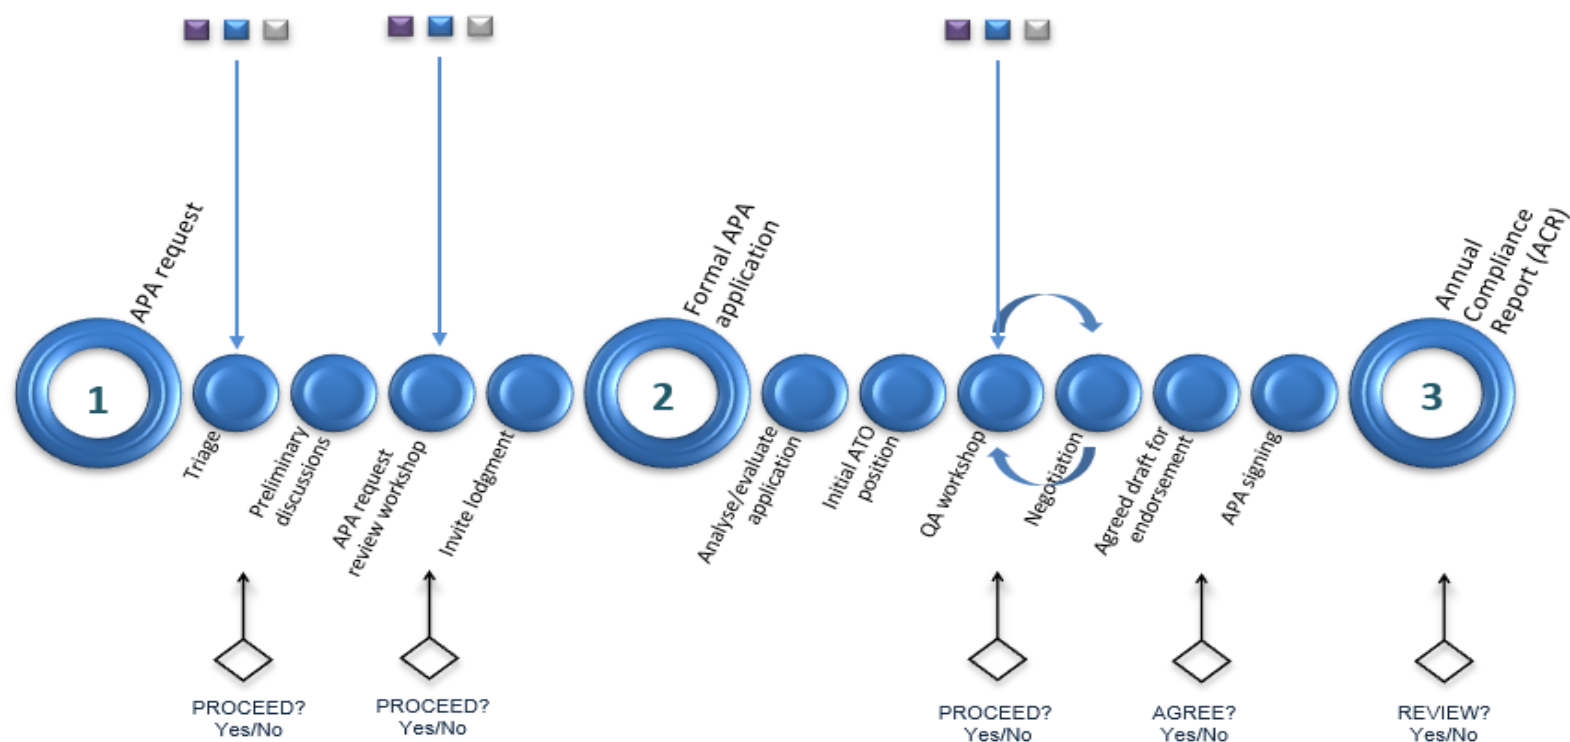 APA request
Formal APA
application
Annual
Compliance
Report (ACR)
1
2
3
Triage
Preliminary
discussions
APA request
review workshop
Invite lodgment
Analyse/evaluate
application
Initial ATO
position
QA workshop
Negotiation
Agreed draft for
endorsement
APA signing
PROCEED?
Yes/No
PROCEED?
Yes/No
PROCEED?
Yes/No
AGREE?
Yes/No
REVIEW?
Yes/No